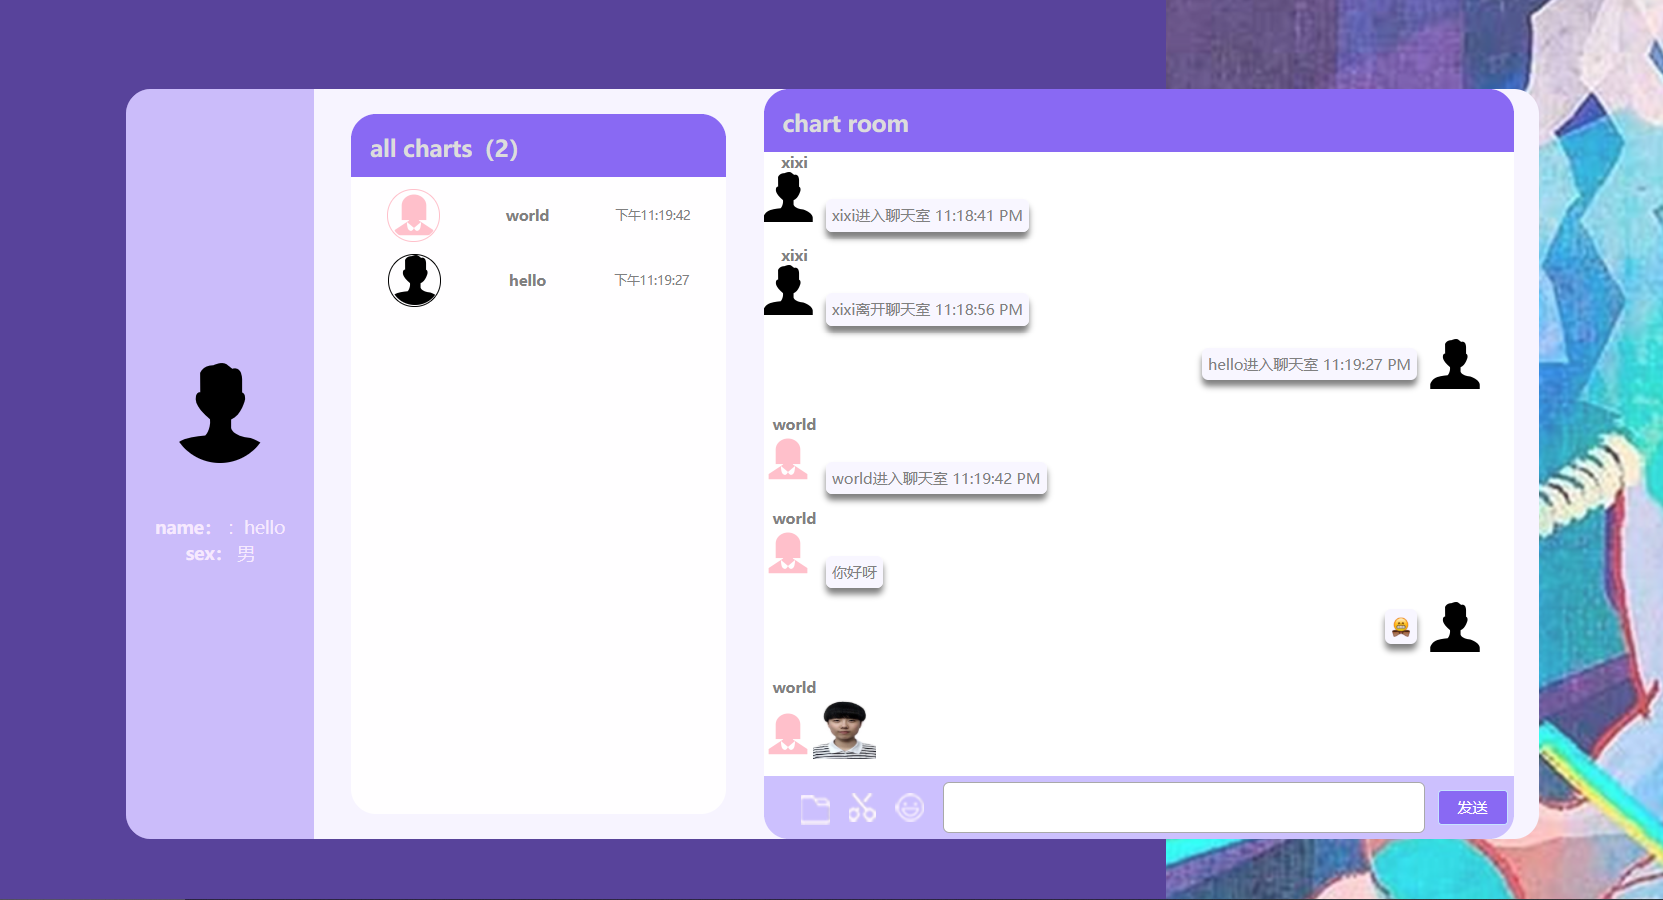 name： ：hello
sex： 男
all charts（2）
world 下午11:19:42
hello 下午11:19:27
chart room
xixi
xixi进入聊天室 11:18:41 PM
xixi
xixi离开聊天室 11:18:56 PM
hello进入聊天室 11:19:27 PM
world
world进入聊天室 11:19:42 PM
world
你好呀
world
发送